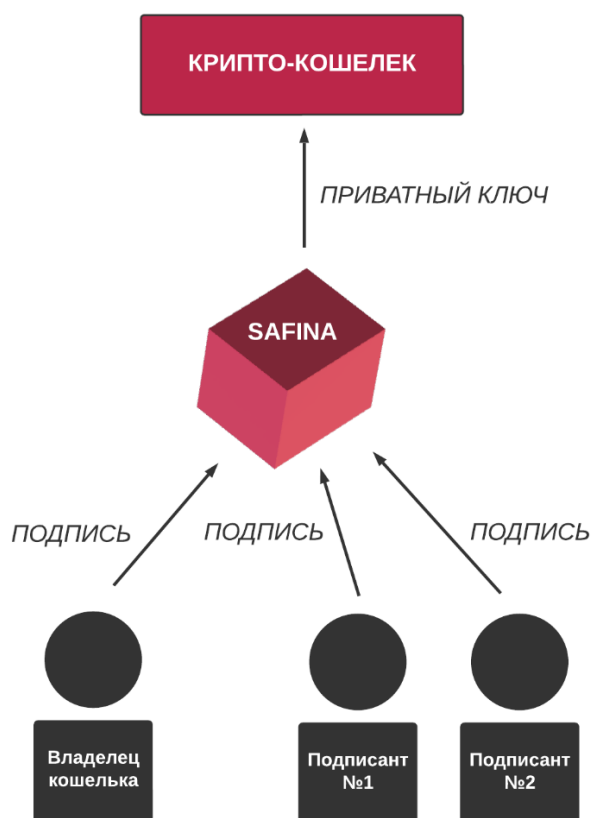 КРИПТО-КОШЕЛЕК
ПРИВАТНЫЙ КЛЮЧ
SAFINA
ПОДПИСЬ
ПОДПИСЬ
ПОДПИСЬ
Владелец
кошелька
Подписант
№1
Подписант
№2